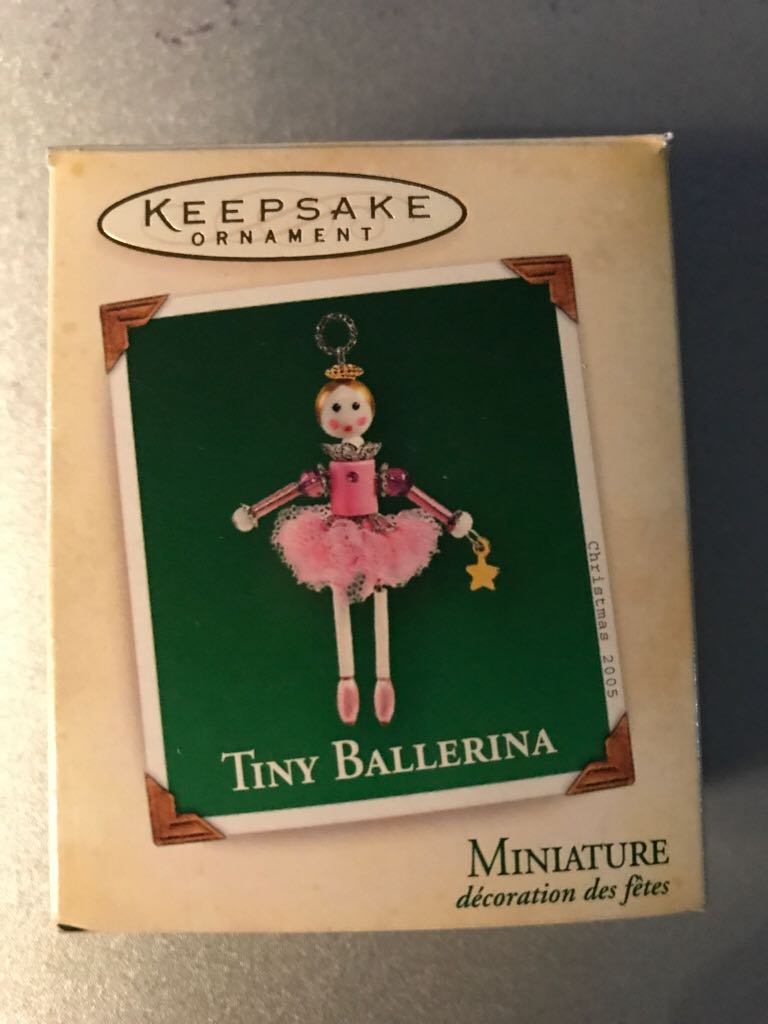 KEEPSAKE
ORNAMENT
Christmas 2005
TINY BALLERINA
MINIATURE
décoration des fêtes